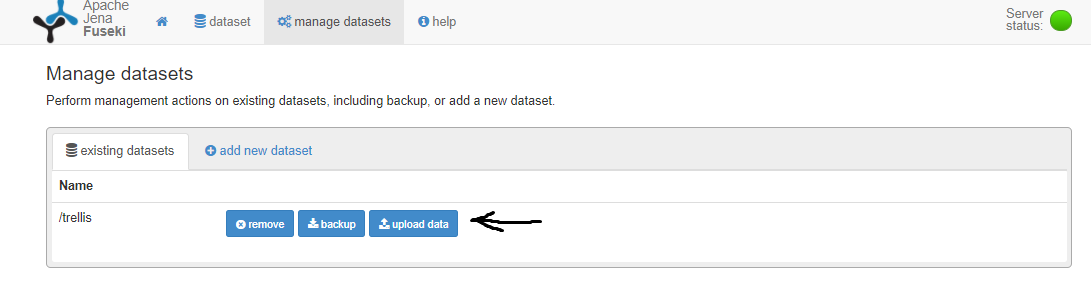 Apache
Jena
Fuseki
dataset
manage datasets
help
Server
status:
Manage datasets
Perform management actions on existing datasets, including backup, or add a new dataset.
existing datasets
add new dataset
Name
/trellis
remove
backup
upload data